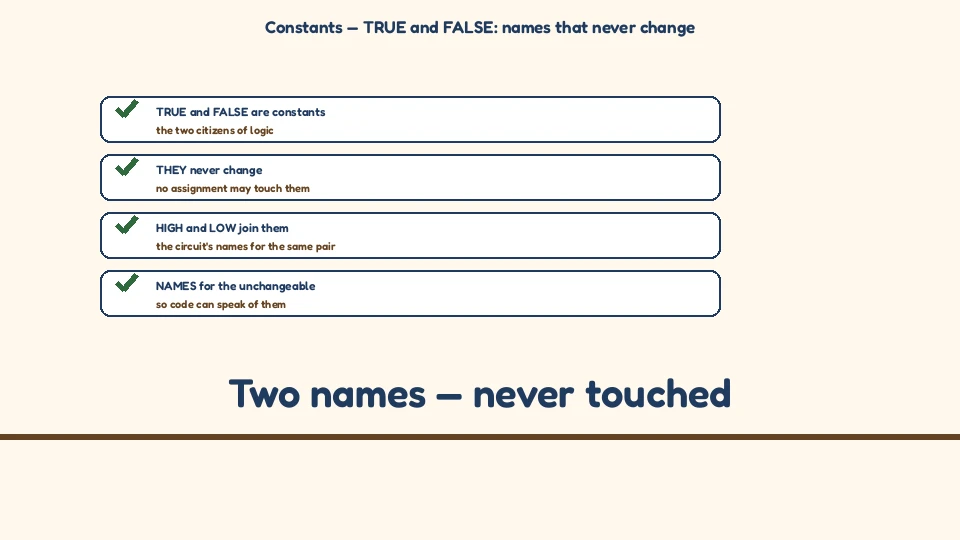 Constants — TRUE and FALSE: names that never change
TRUE and FALSE are constants
the two citizens of logic
THEY never change
no assignment may touch them
HIGH and LOW join them
the circuit's names for the same pair
NAMES for the unchangeable
so code can speak of them
Two names — never touched